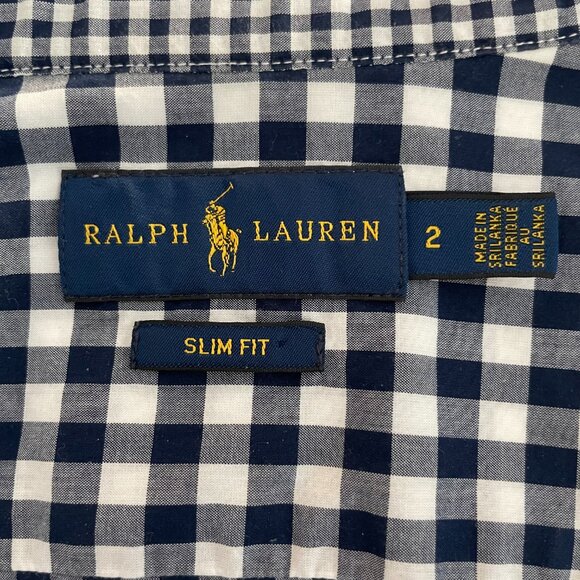 RALPH LAUREN
2
MADE IN
SRI LANKA
FABRIQUÉ
AU
SRI LANKA
SLIM FIT